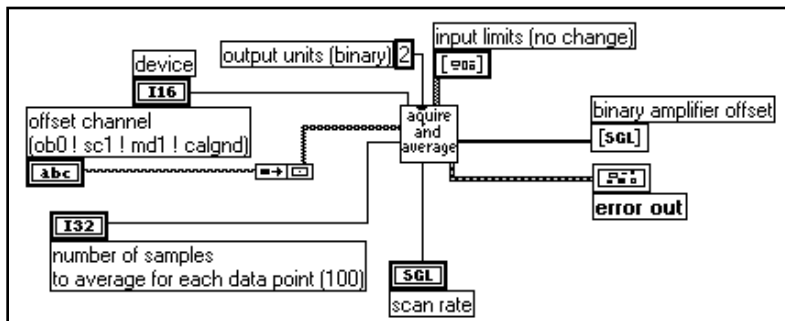 output units (binary) 2
input limits (no change)
device
I16
binary amplifier offset
[SGL]
offset channel
(ob0 ! sc1 ! md1 ! calgnd)
abc
aquire
and
average
error out
I32
number of samples
to average for each data point (100)
SGL
scan rate